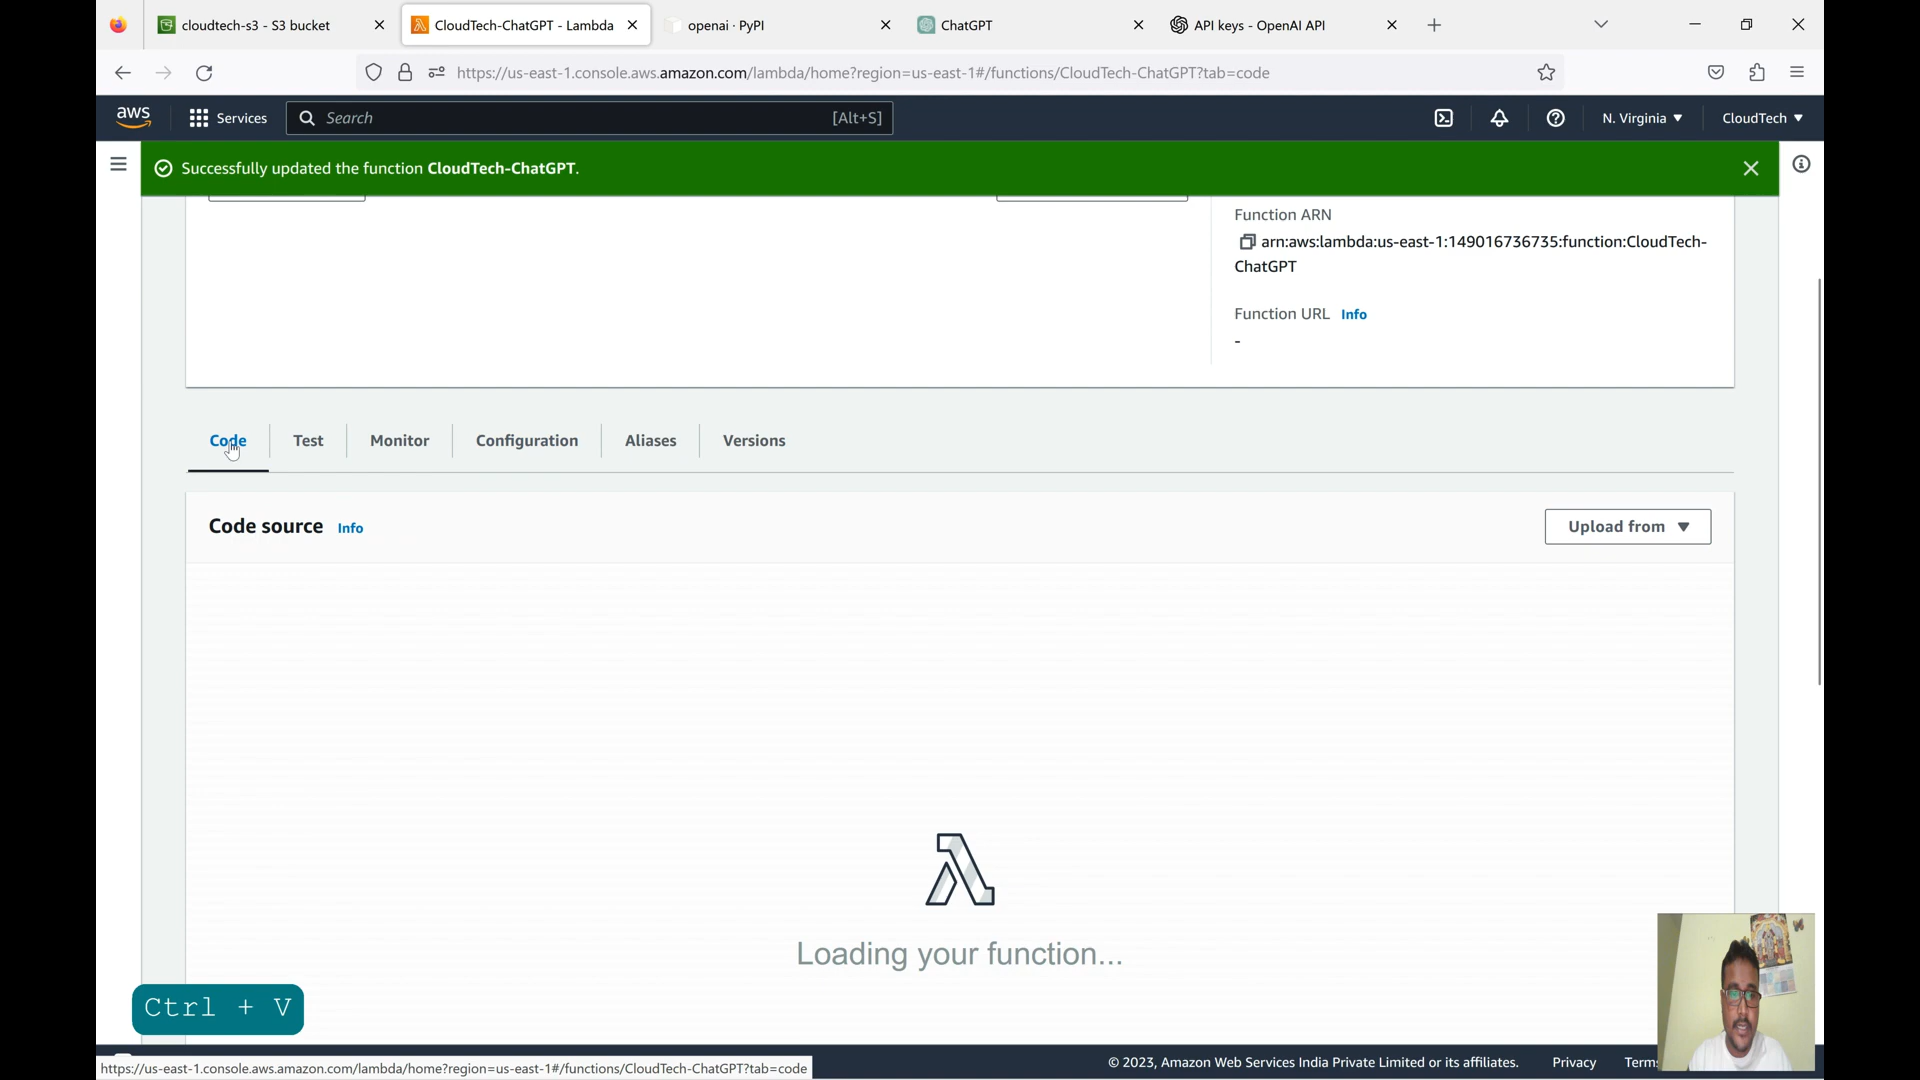 cloudtech-s3 - S3 bucket
CloudTech-ChatGPT - Lambda
openai · PyPI
ChatGPT
API keys - OpenAI API
https://us-east-1.console.aws.amazon.com/lambda/home?region=us-east-1#/functions/CloudTech-ChatGPT?tab=code
aws
Services
Search
[Alt+S]
N. Virginia
CloudTech
Successfully updated the function CloudTech-ChatGPT.
Function ARN
arn:aws:lambda:us-east-1:149016736735:function:CloudTech-
ChatGPT
Function URL Info
-
Code
Test
Monitor
Configuration
Aliases
Versions
Code source Info
Upload from
Loading your function...
Ctrl + V
© 2023, Amazon Web Services India Private Limited or its affiliates.
Privacy
Terms
https://us-east-1.console.aws.amazon.com/lambda/home?region=us-east-1#/functions/CloudTech-ChatGPT?tab=code